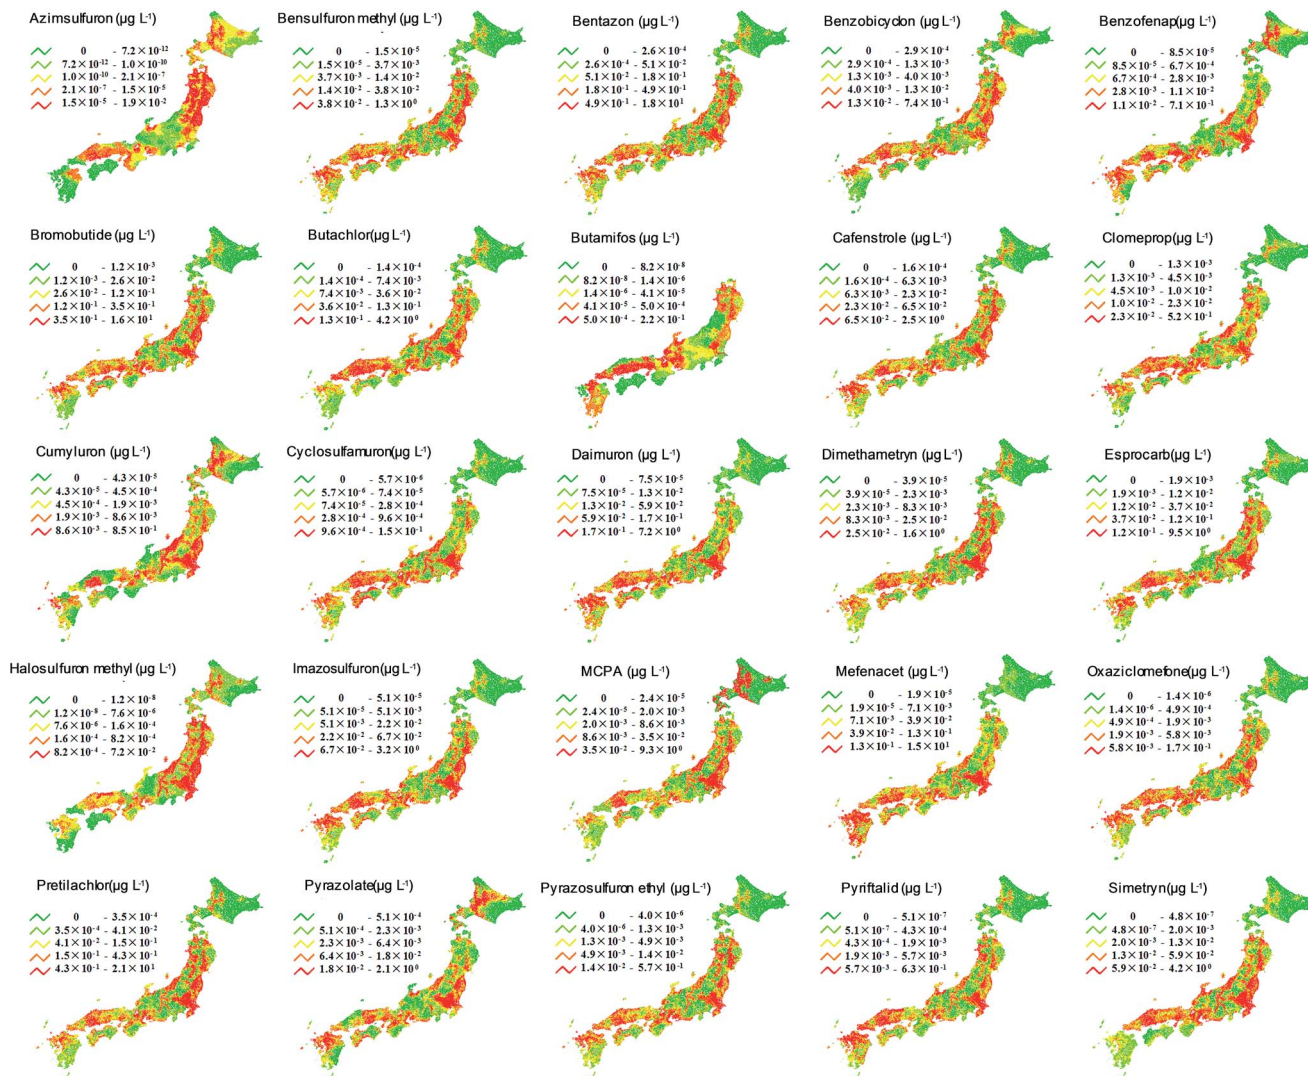 Azimsulfuron (µg L-1)
0 - 7.2×10-12
7.2×10-12 - 1.0×10-10
1.0×10-10 - 2.1×10-7
2.1×10-7 - 1.5×10-5
1.5×10-5 - 1.9×10-2
Bensulfuron methyl (µg L-1)
0 - 1.5×10-5
1.5×10-5 - 3.7×10-3
3.7×10-3 - 1.4×10-2
1.4×10-2 - 3.8×10-2
3.8×10-2 - 1.3×100
Bentazon (µg L-1)
0 - 2.6×10-4
2.6×10-4 - 5.1×10-2
5.1×10-2 - 1.8×10-1
1.8×10-1 - 4.9×10-1
4.9×10-1 - 1.8×101
Benzobicyclon (µg L-1)
0 - 2.9×10-4
2.9×10-4 - 1.3×10-3
1.3×10-3 - 4.0×10-3
4.0×10-3 - 1.3×10-2
1.3×10-2 - 7.4×10-1
Benzofenap(µg L-1)
0 - 8.5×10-5
8.5×10-5 - 6.7×10-4
6.7×10-4 - 2.8×10-3
2.8×10-3 - 1.1×10-2
1.1×10-2 - 7.1×10-1
Bromobutide (µg L-1)
0 - 1.2×10-3
1.2×10-3 - 2.6×10-2
2.6×10-2 - 1.2×10-1
1.2×10-1 - 3.5×10-1
3.5×10-1 - 1.6×101
Butachlor(µg L-1)
0 - 1.4×10-4
1.4×10-4 - 7.4×10-3
7.4×10-3 - 3.6×10-2
3.6×10-2 - 1.3×10-1
1.3×10-1 - 4.2×100
Butamifos (µg L-1)
0 - 8.2×10-8
8.2×10-8 - 1.4×10-6
1.4×10-6 - 4.1×10-5
4.1×10-5 - 5.0×10-4
5.0×10-4 - 2.2×10-1
Cafenstrole (µg L-1)
0 - 1.6×10-4
1.6×10-4 - 6.3×10-3
6.3×10-3 - 2.3×10-2
2.3×10-2 - 6.5×10-2
6.5×10-2 - 2.5×100
Clomeprop(µg L-1)
0 - 1.3×10-3
1.3×10-3 - 4.5×10-3
4.5×10-3 - 1.0×10-2
1.0×10-2 - 2.3×10-2
2.3×10-2 - 5.2×10-1
Cumyluron (µg L-1)
0 - 4.3×10-5
4.3×10-5 - 4.5×10-4
4.5×10-4 - 1.9×10-3
1.9×10-3 - 8.6×10-3
8.6×10-3 - 8.5×10-1
Cyclosulfamuron(µg L-1)
0 - 5.7×10-6
5.7×10-6 - 7.4×10-5
7.4×10-5 - 2.8×10-4
2.8×10-4 - 9.6×10-4
9.6×10-4 - 1.5×10-1
Daimuron (µg L-1)
0 - 7.5×10-5
7.5×10-5 - 1.3×10-2
1.3×10-2 - 5.9×10-2
5.9×10-2 - 1.7×10-1
1.7×10-1 - 7.2×100
Dimethametryn (µg L-1)
0 - 3.9×10-5
3.9×10-5 - 2.3×10-3
2.3×10-3 - 8.3×10-3
8.3×10-3 - 2.5×10-2
2.5×10-2 - 1.6×100
Esprocarb(µg L-1)
0 - 1.9×10-3
1.9×10-3 - 1.2×10-2
1.2×10-2 - 3.7×10-2
3.7×10-2 - 1.2×10-1
1.2×10-1 - 9.5×100
Halosulfuron methyl (µg L-1)
0 - 1.2×10-8
1.2×10-8 - 7.6×10-6
7.6×10-6 - 1.6×10-4
1.6×10-4 - 8.2×10-4
8.2×10-4 - 7.2×10-2
Imazosulfuron(µg L-1)
0 - 5.1×10-5
5.1×10-5 - 5.1×10-3
5.1×10-3 - 2.2×10-2
2.2×10-2 - 6.7×10-2
6.7×10-2 - 3.2×100
MCPA (µg L-1)
0 - 2.4×10-5
2.4×10-5 - 2.0×10-3
2.0×10-3 - 8.6×10-3
8.6×10-3 - 3.5×10-2
3.5×10-2 - 9.3×100
Mefenacet (µg L-1)
0 - 1.9×10-5
1.9×10-5 - 7.1×10-3
7.1×10-3 - 3.9×10-2
3.9×10-2 - 1.3×10-1
1.3×10-1 - 1.5×101
Oxaziclomefone(µg L-1)
0 - 1.4×10-6
1.4×10-6 - 4.9×10-4
4.9×10-4 - 1.9×10-3
1.9×10-3 - 5.8×10-3
5.8×10-3 - 1.7×10-1
Pretilachlor (µg L-1)
0 - 3.5×10-4
3.5×10-4 - 4.1×10-2
4.1×10-2 - 1.5×10-1
1.5×10-1 - 4.3×10-1
4.3×10-1 - 2.1×101
Pyrazolate(µg L-1)
0 - 5.1×10-4
5.1×10-4 - 2.3×10-3
2.3×10-3 - 6.4×10-3
6.4×10-3 - 1.8×10-2
1.8×10-2 - 2.1×100
Pyrazosulfuron ethyl (µg L-1)
0 - 4.0×10-6
4.0×10-6 - 1.3×10-3
1.3×10-3 - 4.9×10-3
4.9×10-3 - 1.4×10-2
1.4×10-2 - 5.7×10-1
Pyriftalid (µg L-1)
0 - 5.1×10-7
5.1×10-7 - 4.3×10-4
4.3×10-4 - 1.9×10-3
1.9×10-3 - 5.7×10-3
5.7×10-3 - 6.3×10-1
Simetryn (µg L-1)
0 - 4.8×10-7
4.8×10-7 - 2.0×10-3
2.0×10-3 - 1.3×10-2
1.3×10-2 - 5.9×10-2
5.9×10-2 - 4.2×100